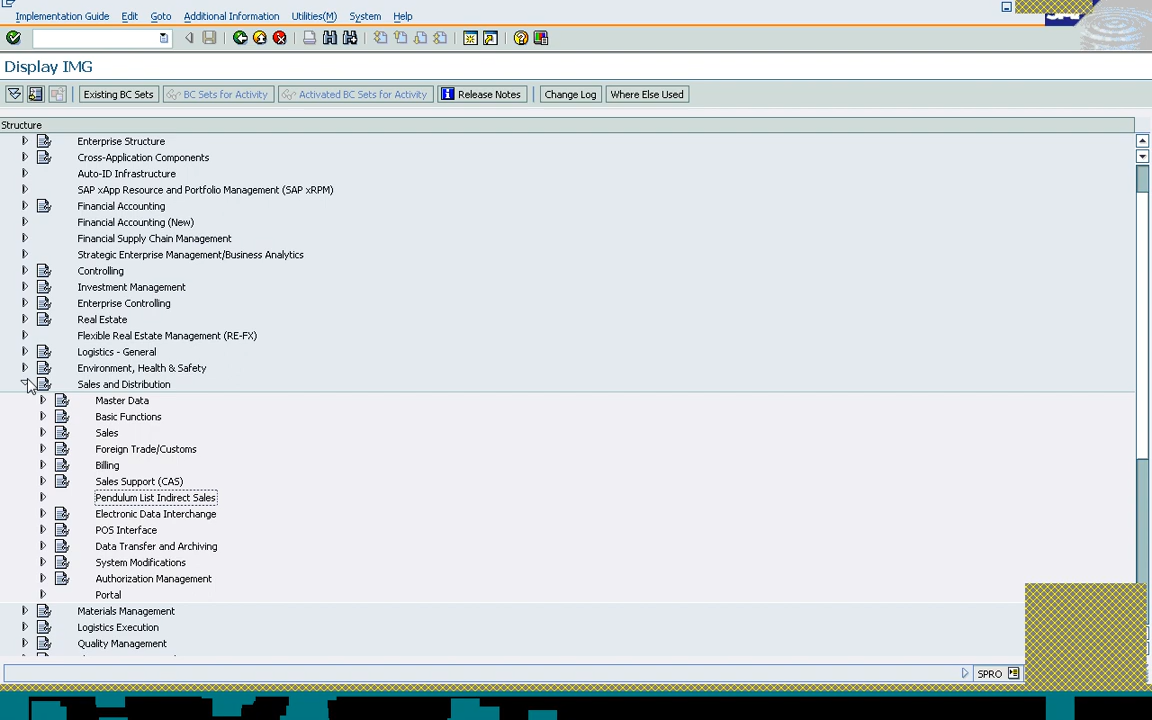 Implementation Guide Edit Goto Additional Information Utilities(M) System Help
Display IMG
Existing BC Sets BC Sets for Activity Activated BC Sets for Activity Release Notes Change Log Where Else Used
Structure
Enterprise Structure
Cross-Application Components
Auto-ID Infrastructure
SAP xApp Resource and Portfolio Management (SAP xRPM)
Financial Accounting
Financial Accounting (New)
Financial Supply Chain Management
Strategic Enterprise Management/Business Analytics
Controlling
Investment Management
Enterprise Controlling
Real Estate
Flexible Real Estate Management (RE-FX)
Logistics - General
Environment, Health & Safety
Sales and Distribution
Master Data
Basic Functions
Sales
Foreign Trade/Customs
Billing
Sales Support (CAS)
Pendulum List Indirect Sales
Electronic Data Interchange
POS Interface
Data Transfer and Archiving
System Modifications
Authorization Management
Portal
Materials Management
Logistics Execution
Quality Management
SPRO